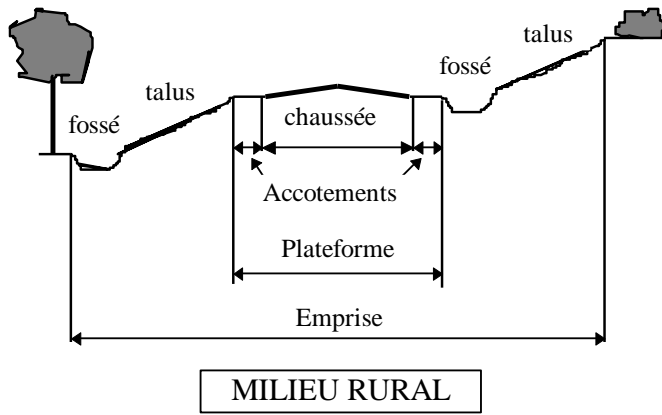 talus
fossé
talus
fossé
chaussée
Accotements
Plateforme
Emprise
MILIEU RURAL